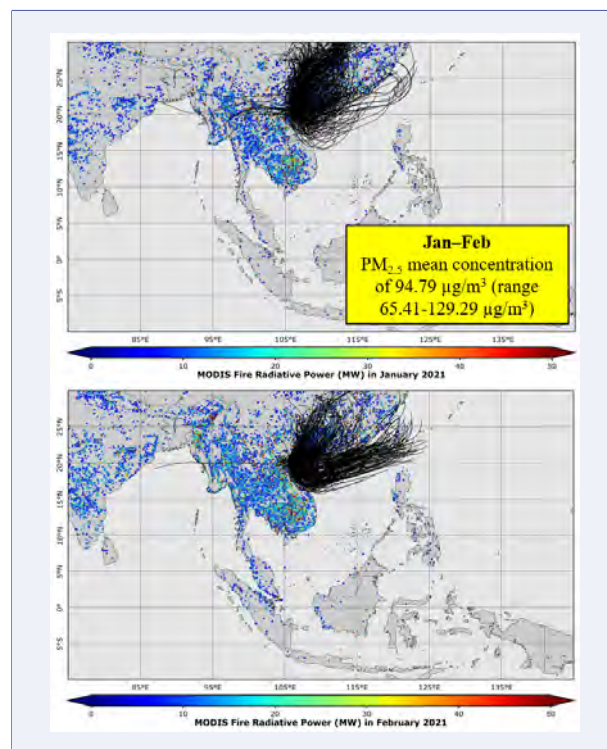 25°N
20°N
15°N
10°N
5°N
0°N
5°S
Jan–Feb
PM2.5 mean concentration
of 94.79 µg/m³ (range
65.41-129.29 µg/m³)
85°E 95°E 105°E 115°E 125°E 135°E
0 10 20 30 40 50
MODIS Fire Radiative Power (MW) in January 2021
25°N
20°N
15°N
10°N
5°N
0°N
5°S
85°E 95°E 105°E 115°E 125°E 135°E
0 10 20 30 40 50
MODIS Fire Radiative Power (MW) in February 2021